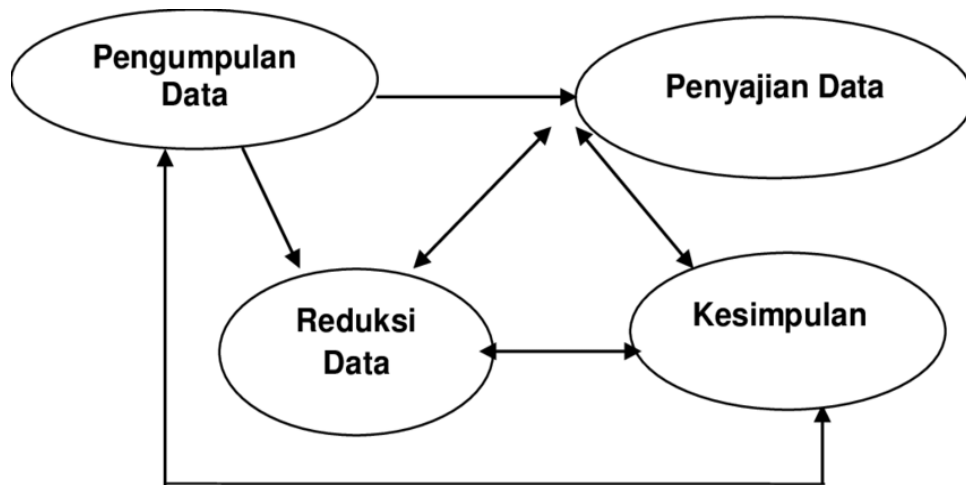 Pengumpulan
Data
Penyajian Data
Reduksi
Data
Kesimpulan